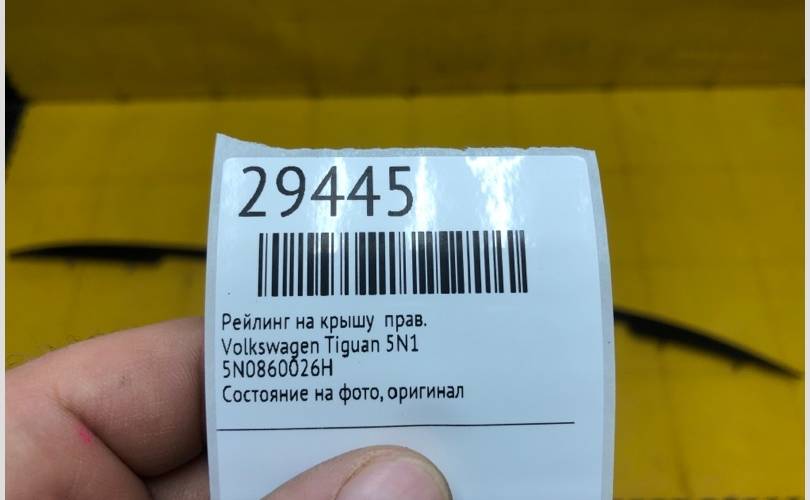 29445
Рейлинг на крышу прав.
Volkswagen Tiguan 5N1
5N0860026H
Состояние на фото, оригинал